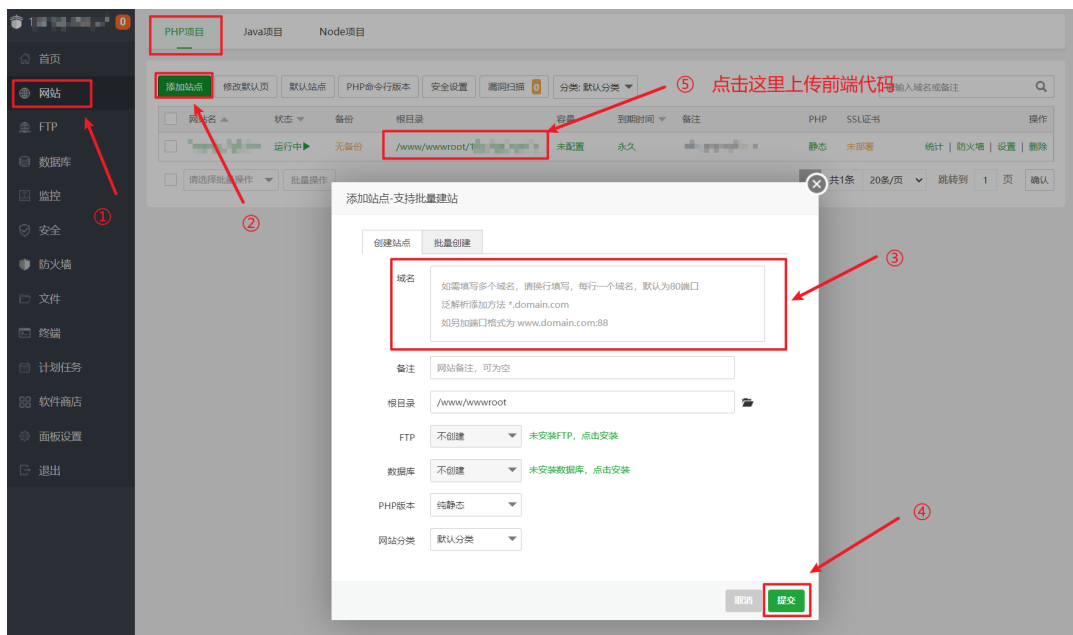 0
首页
网站
FTP
数据库
监控
安全
防火墙
文件
终端
计划任务
软件商店
面板设置
退出
①
PHP项目 Java项目 Node项目
添加站点 修改默认页 默认站点 PHP命令行版本 安全设置 漏洞扫描 0 分类: 默认分类
⑤ 点击这里上传前端代码
输入域名或备注
网站名 状态 备份 根目录 容量 到期时间 备注 PHP SSL证书 操作
运行中 无备份 /www/wwwroot/1 未配置 永久 静态 未部署 统计 | 防火墙 | 设置 | 删除
请选择批量操作 批量操作 共1条 20条/页 跳转到 1 页 确认
②
添加站点-支持批量建站
创建站点 批量创建
③
域名
如需填写多个域名，请换行填写，每行一个域名，默认为80端口
泛解析添加方法 *.domain.com
如另加端口格式为 www.domain.com:88
备注 网站备注，可为空
根目录 /www/wwwroot
FTP 不创建 未安装FTP，点击安装
数据库 不创建 未安装数据库，点击安装
PHP版本 纯静态
网站分类 默认分类
④
取消 提交